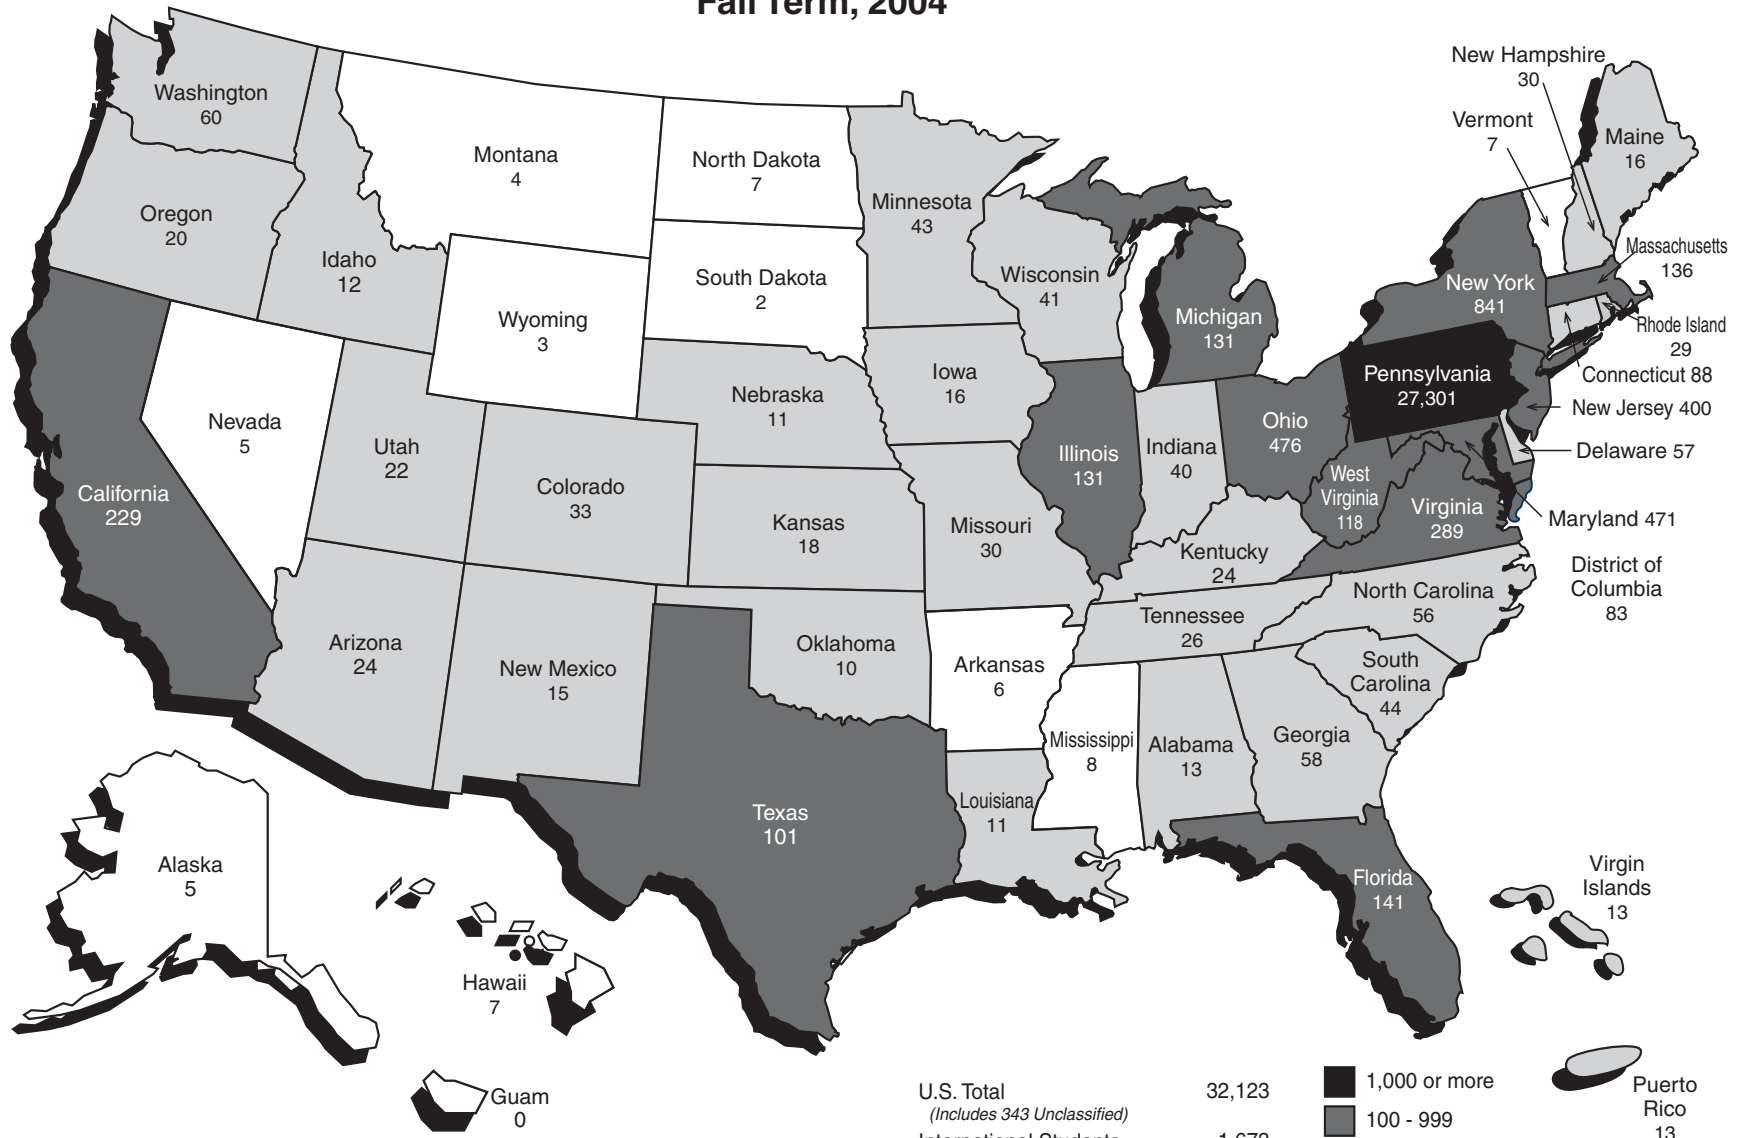 Fall Term, 2004
Washington
60
Oregon
20
Idaho
12
Montana
4
North Dakota
7
Minnesota
43
South Dakota
2
Wyoming
3
Wisconsin
41
Michigan
131
New Hampshire
30
Vermont
7
Maine
16
New York
841
Massachusetts
136
Rhode Island
29
Connecticut 88
New Jersey 400
Delaware 57
Maryland 471
District of
Columbia
83
Pennsylvania
27,301
Nevada
5
Utah
22
California
229
Colorado
33
Nebraska
11
Iowa
16
Illinois
131
Indiana
40
Ohio
476
West
Virginia
118
Virginia
289
Kansas
18
Missouri
30
Kentucky
24
North Carolina
56
Tennessee
26
South
Carolina
44
Arizona
24
New Mexico
15
Oklahoma
10
Arkansas
6
Mississippi
8
Alabama
13
Georgia
58
Texas
101
Louisiana
11
Florida
141
Alaska
5
Hawaii
7
Guam
0
Virgin
Islands
13
Puerto
Rico
13
U.S. Total 32,123
(Includes 343 Unclassified)
International Students 1,673
1,000 or more
100 - 999